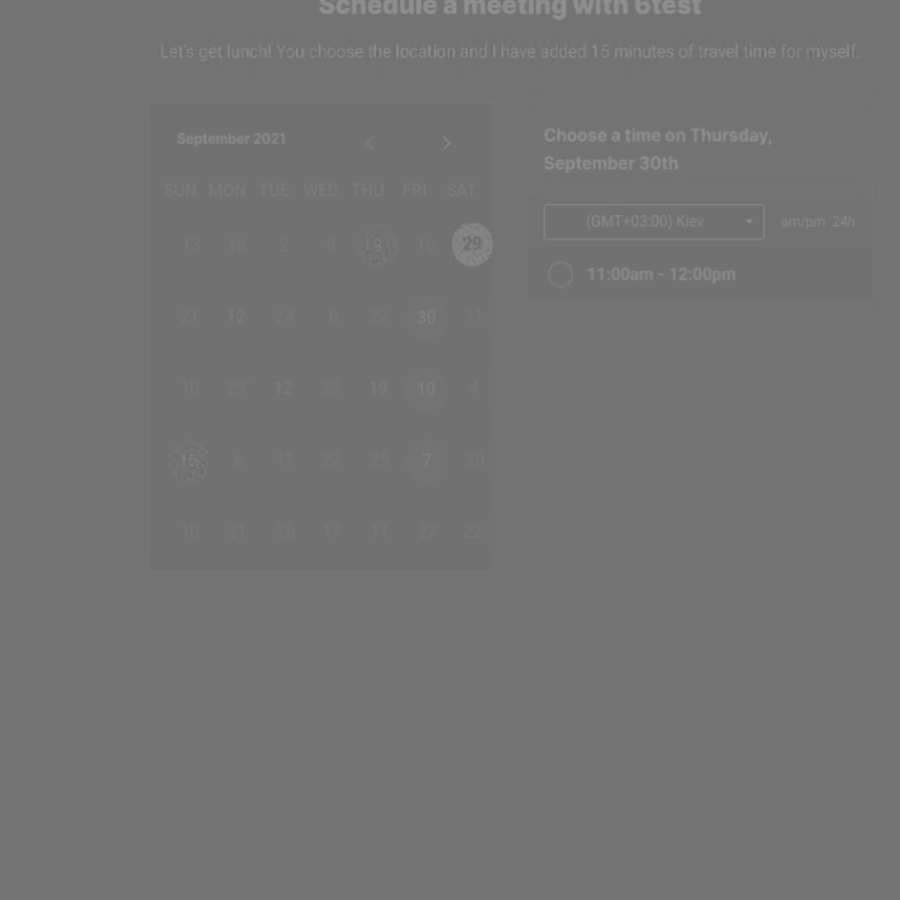 Schedule a meeting with 6test
Let's get lunch! You choose the location and I have added 15 minutes of travel time for myself.
September 2021
SUN MON TUE WED THU FRI SAT
13 16 2 9 18 16 29
21 12 24 6 22 30 11
16 29 12 23 19 10 4
15 6 11 22 25 7 20
16 21 26 17 11 27 22
Choose a time on Thursday,
September 30th
(GMT+03:00) Kiev am/pm 24h
11:00am - 12:00pm